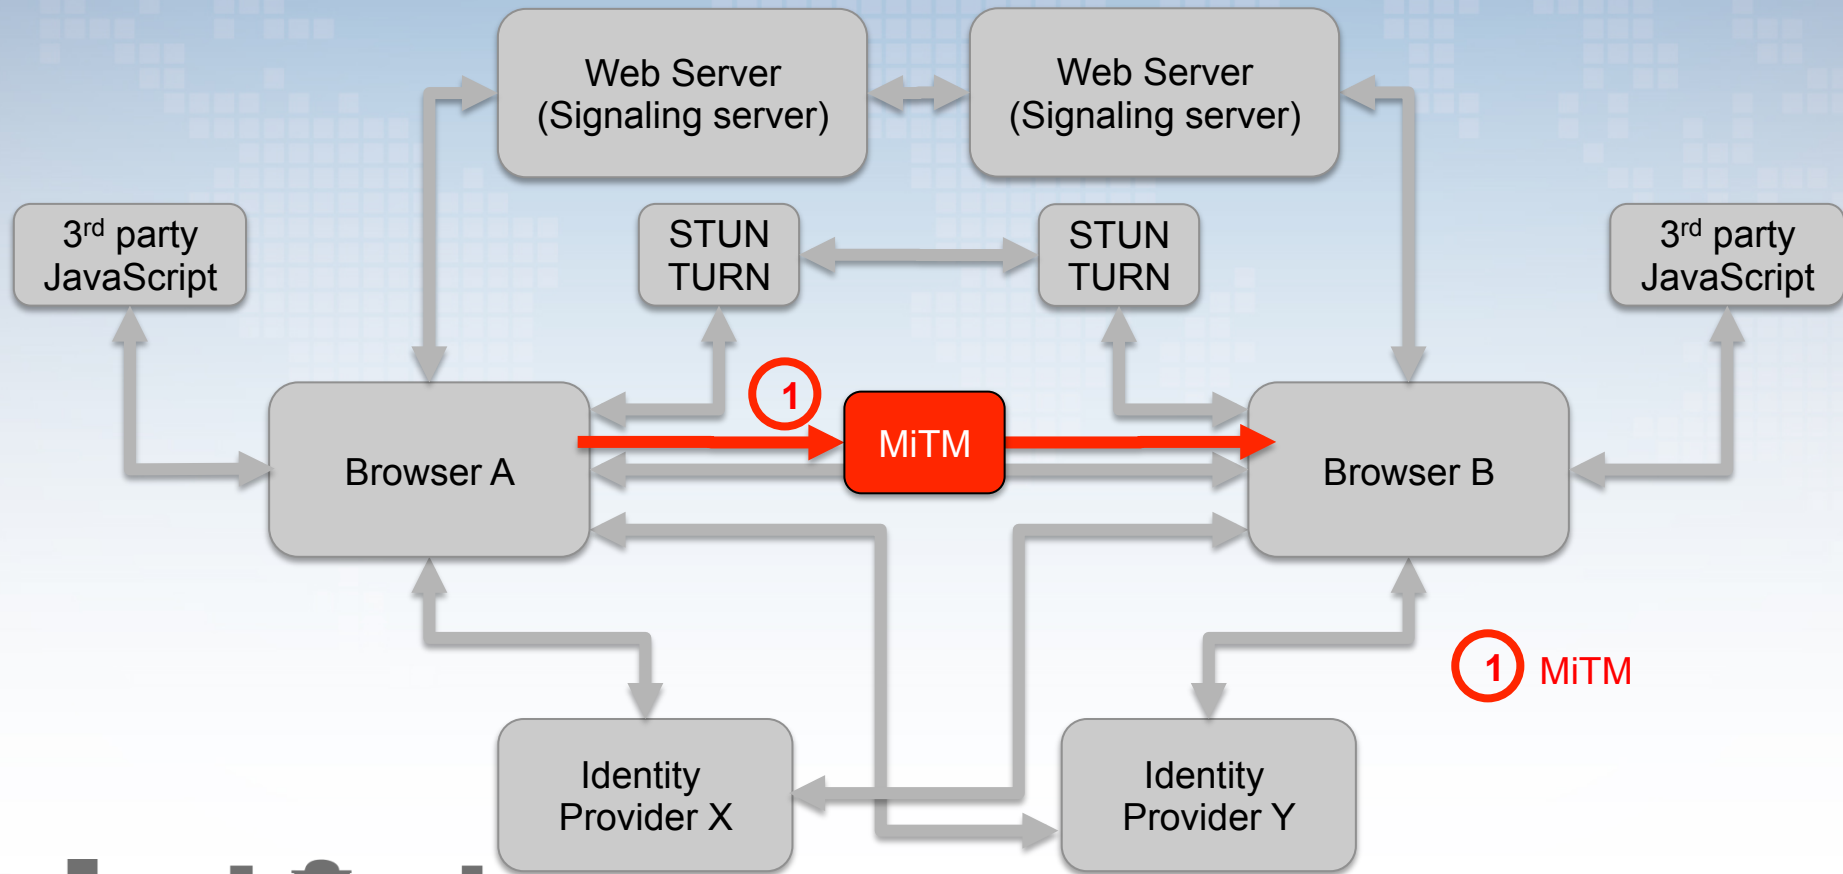 Web Server
(Signaling server)
Web Server
(Signaling server)
3rd party
JavaScript
STUN
TURN
STUN
TURN
3rd party
JavaScript
1
MiTM
Browser A
Browser B
1 MiTM
Identity
Provider X
Identity
Provider Y